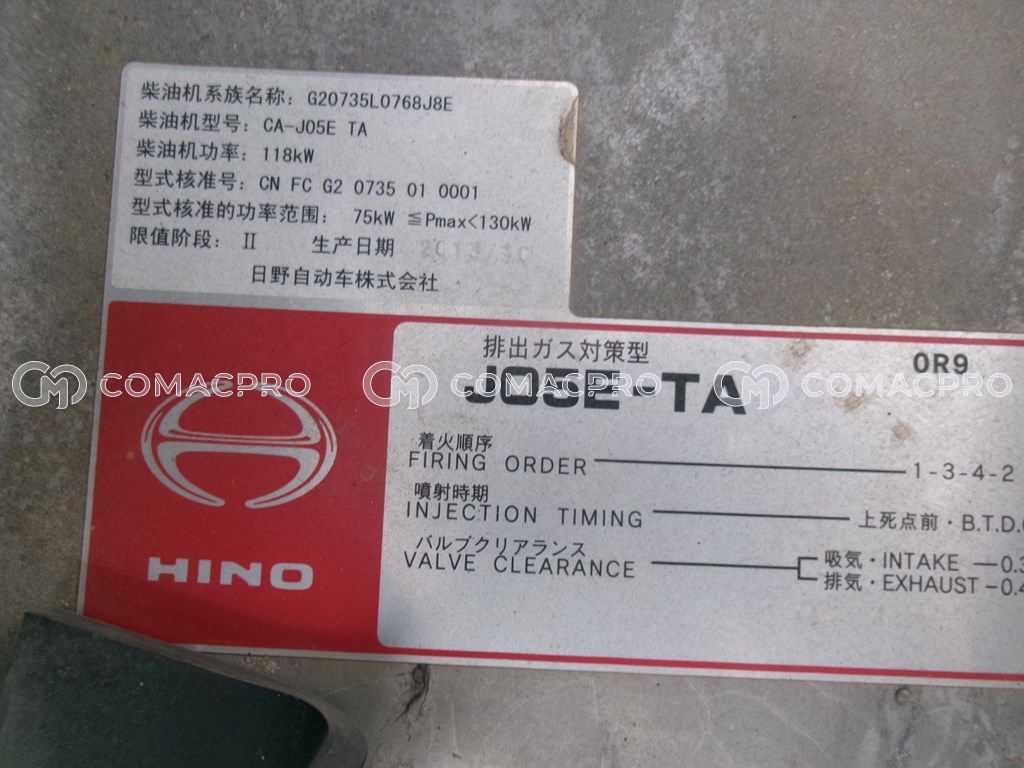 柴油机系族名称：G20735L0768J8E
柴油机型号：CA-J05E TA
柴油机功率：118kW
型式核准号：CN FC G2 0735 01 0001
型式核准的功率范围：75kW ≦Pmax<130kW
限值阶段：Ⅱ 生产日期 2013.10
日野自动车株式会社
排出ガス対策型
0R9
J05E-TA
着火順序
FIRING ORDER 1-3-4-2
噴射時期
INJECTION TIMING 上死点前・B.T.D.
バルブクリアランス
VALVE CLEARANCE
吸気・INTAKE
排気・EXHAUST
HINO
COMACPRO COMACPRO COMACPRO